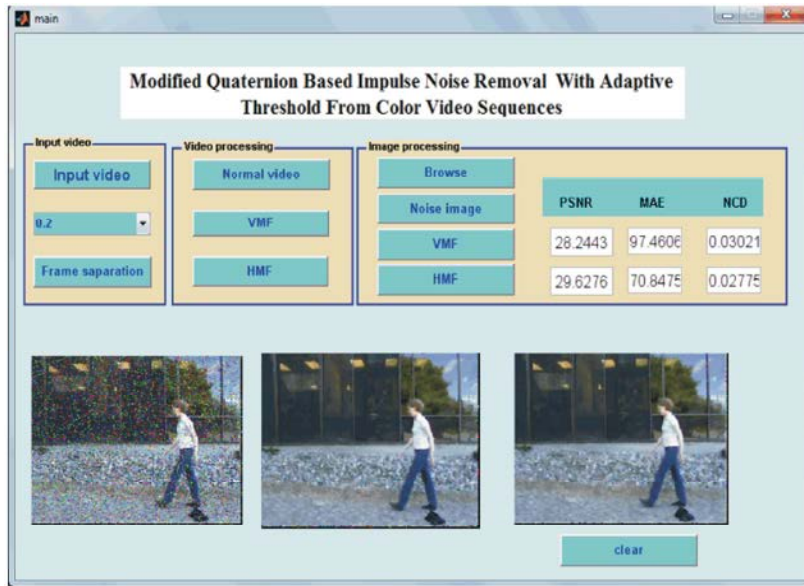 main
Modified Quaternion Based Impulse Noise Removal With Adaptive
Threshold From Color Video Sequences
Input video
Input video
0.2
Frame saparation
Video processing
Normal video
VMF
HMF
Image processing
Browse
Noise image
VMF
HMF
PSNR MAE NCD
28.2443 97.4606 0.03021
29.6276 70.8475 0.02775
clear